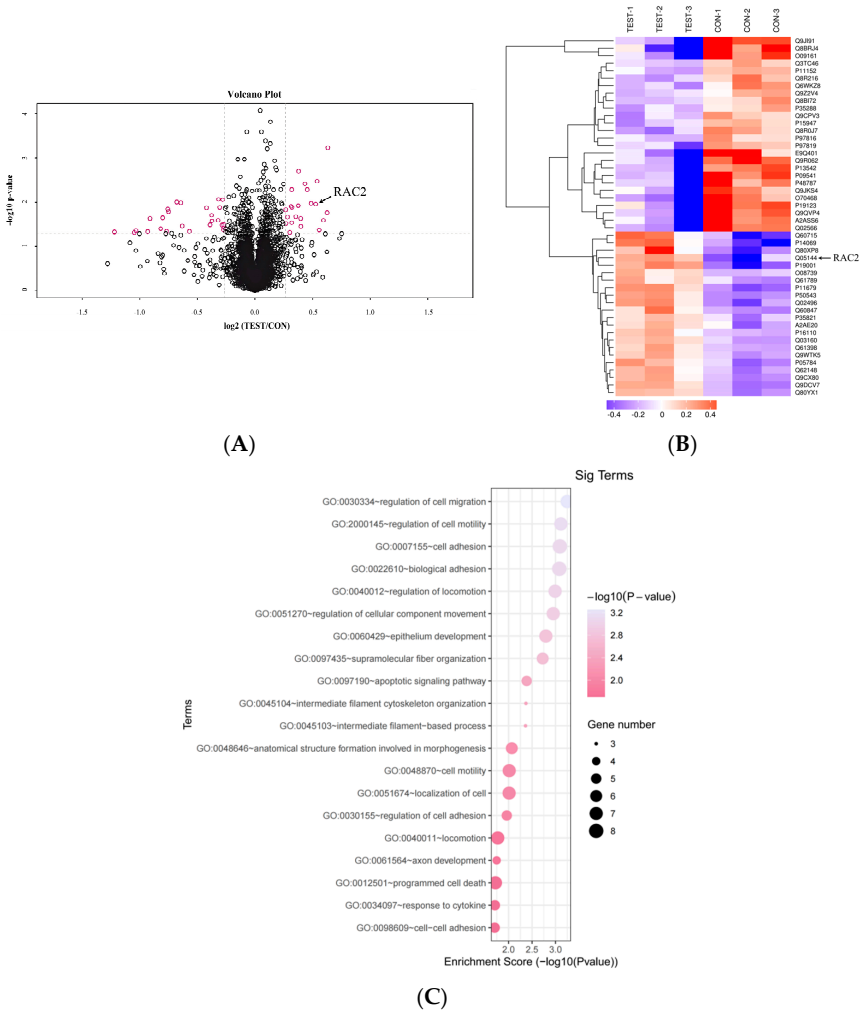 Volcano Plot
-log10 p-value
4
3
2
1
0
RAC2
-1.5
-1.0
-0.5
0.0
0.5
1.0
1.5
log2 (TEST/CON)
(A)
TEST-1
TEST-2
TEST-3
CON-1
CON-2
CON-3
Q9JI91
Q8BRJ4
O09161
Q3TC46
P11152
Q8R216
Q6WKZ8
Q9Z2V4
Q8BI72
P35288
Q9CPV3
P15947
Q8R0J7
P97816
P97819
E9Q401
Q9R062
P13542
P09541
P48787
Q9JKS4
O70468
P19123
Q9QVP4
A2AS56
O02566
Q60715
P14069
Q80XP8
Q05144
RAC2
P19001
O08739
Q61789
P11679
P50543
Q02496
Q60847
P35821
A2AE20
P16110
Q03160
Q61398
Q9WTK5
P05784
Q62148
Q9CX80
Q9DCV7
Q80YX1
-0.4
-0.2
0
0.2
0.4
(B)
Sig Terms
Terms
GO:0030334~regulation of cell migration
GO:2000145~regulation of cell motility
GO:0007155~cell adhesion
GO:0022610~biological adhesion
GO:0040012~regulation of locomotion
GO:0051270~regulation of cellular component movement
GO:0060429~epithelium development
GO:0097435~supramolecular fiber organization
GO:0097190~apoptotic signaling pathway
GO:0045104~intermediate filament cytoskeleton organization
GO:0045103~intermediate filament−based process
GO:0048646~anatomical structure formation involved in morphogenesis
GO:0048870~cell motility
GO:0051674~localization of cell
GO:0030155~regulation of cell adhesion
GO:0040011~locomotion
GO:0061564~axon development
GO:0012501~programmed cell death
GO:0034097~response to cytokine
GO:0098609~cell−cell adhesion
2.0
2.5
3.0
Enrichment Score (−log10(Pvalue))
−log10(P−value)
3.2
2.8
2.4
2.0
Gene number
3
4
5
6
7
8
(C)